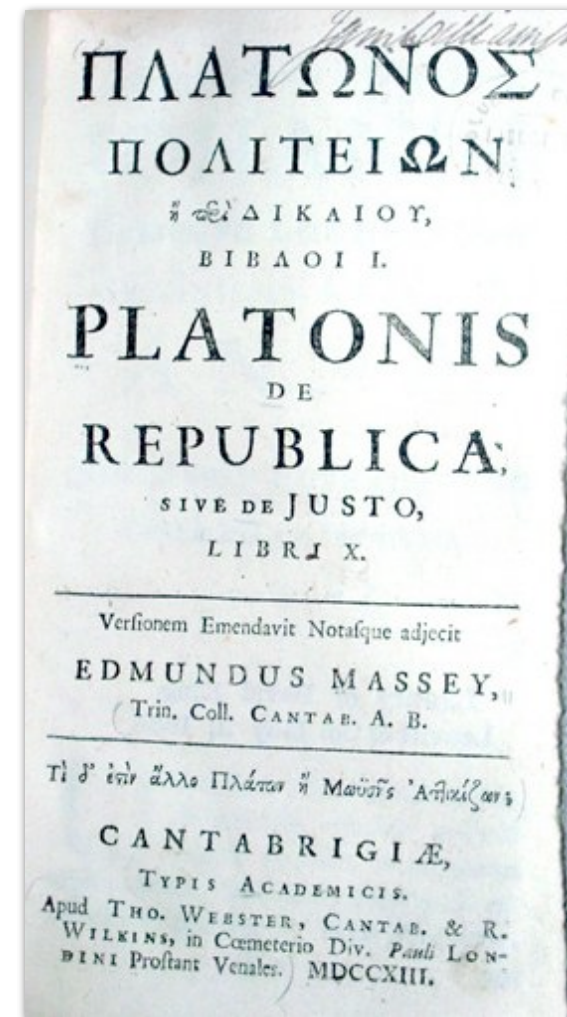 ΠΛΑΤΩΝΟΣ
ΠΟΛΙΤΕΙΩΝ
ἢ περὶ ΔΙΚΑΙΟΥ,
ΒΙΒΛΟΙ Ι.
PLATONIS
DE
REPUBLICA;
SIVE DE JUSTO,
LIBRI X.
Verſionem Emendavit Notaſque adjecit
EDMUNDUS MASSEY,
Trin. Coll. CANTAB. A. B.
Τὶ δ' ἐϛὶν ἄλλο Πλάτων ἢ Μωϋσῆς Ἀττικίζων;
CANTABRIGIÆ,
TYPIS ACADEMICIS.
Apud THO. WEBSTER, CANTAB. & R.
WILKINS, in Cœmeterio Div. Pauli LON-
DINI Proſtant Venales. MDCCXIII.